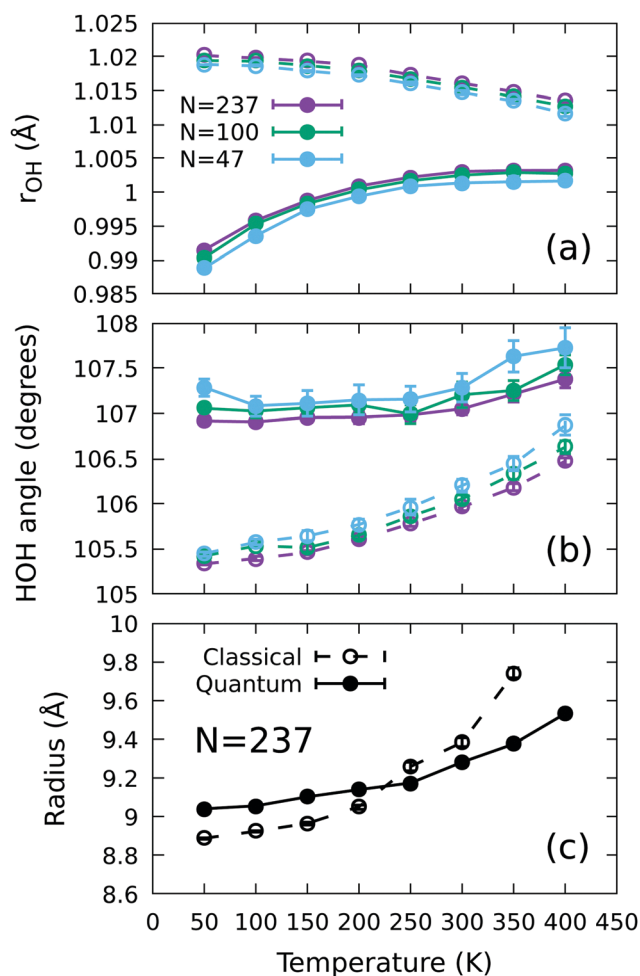 1.025
1.02
1.015
1.01
1.005
1
0.995
0.99
0.985
r_OH (Å)
N=237
N=100
N=47
(a)
108
107.5
107
106.5
106
105.5
105
HOH angle (degrees)
(b)
10
9.8
9.4
9.2
9
8.8
8.6
Radius (Å)
Classical
Quantum
N=237
(c)
0 50 100 150 200 250 300 350 400 450
Temperature (K)